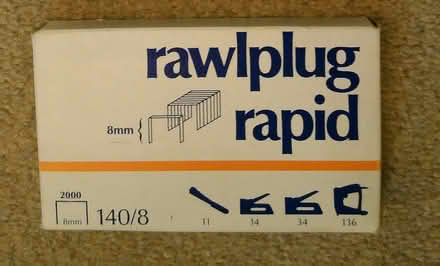 rawlplug
rapid
8mm
2000
8mm
140/8
11 34 34 136